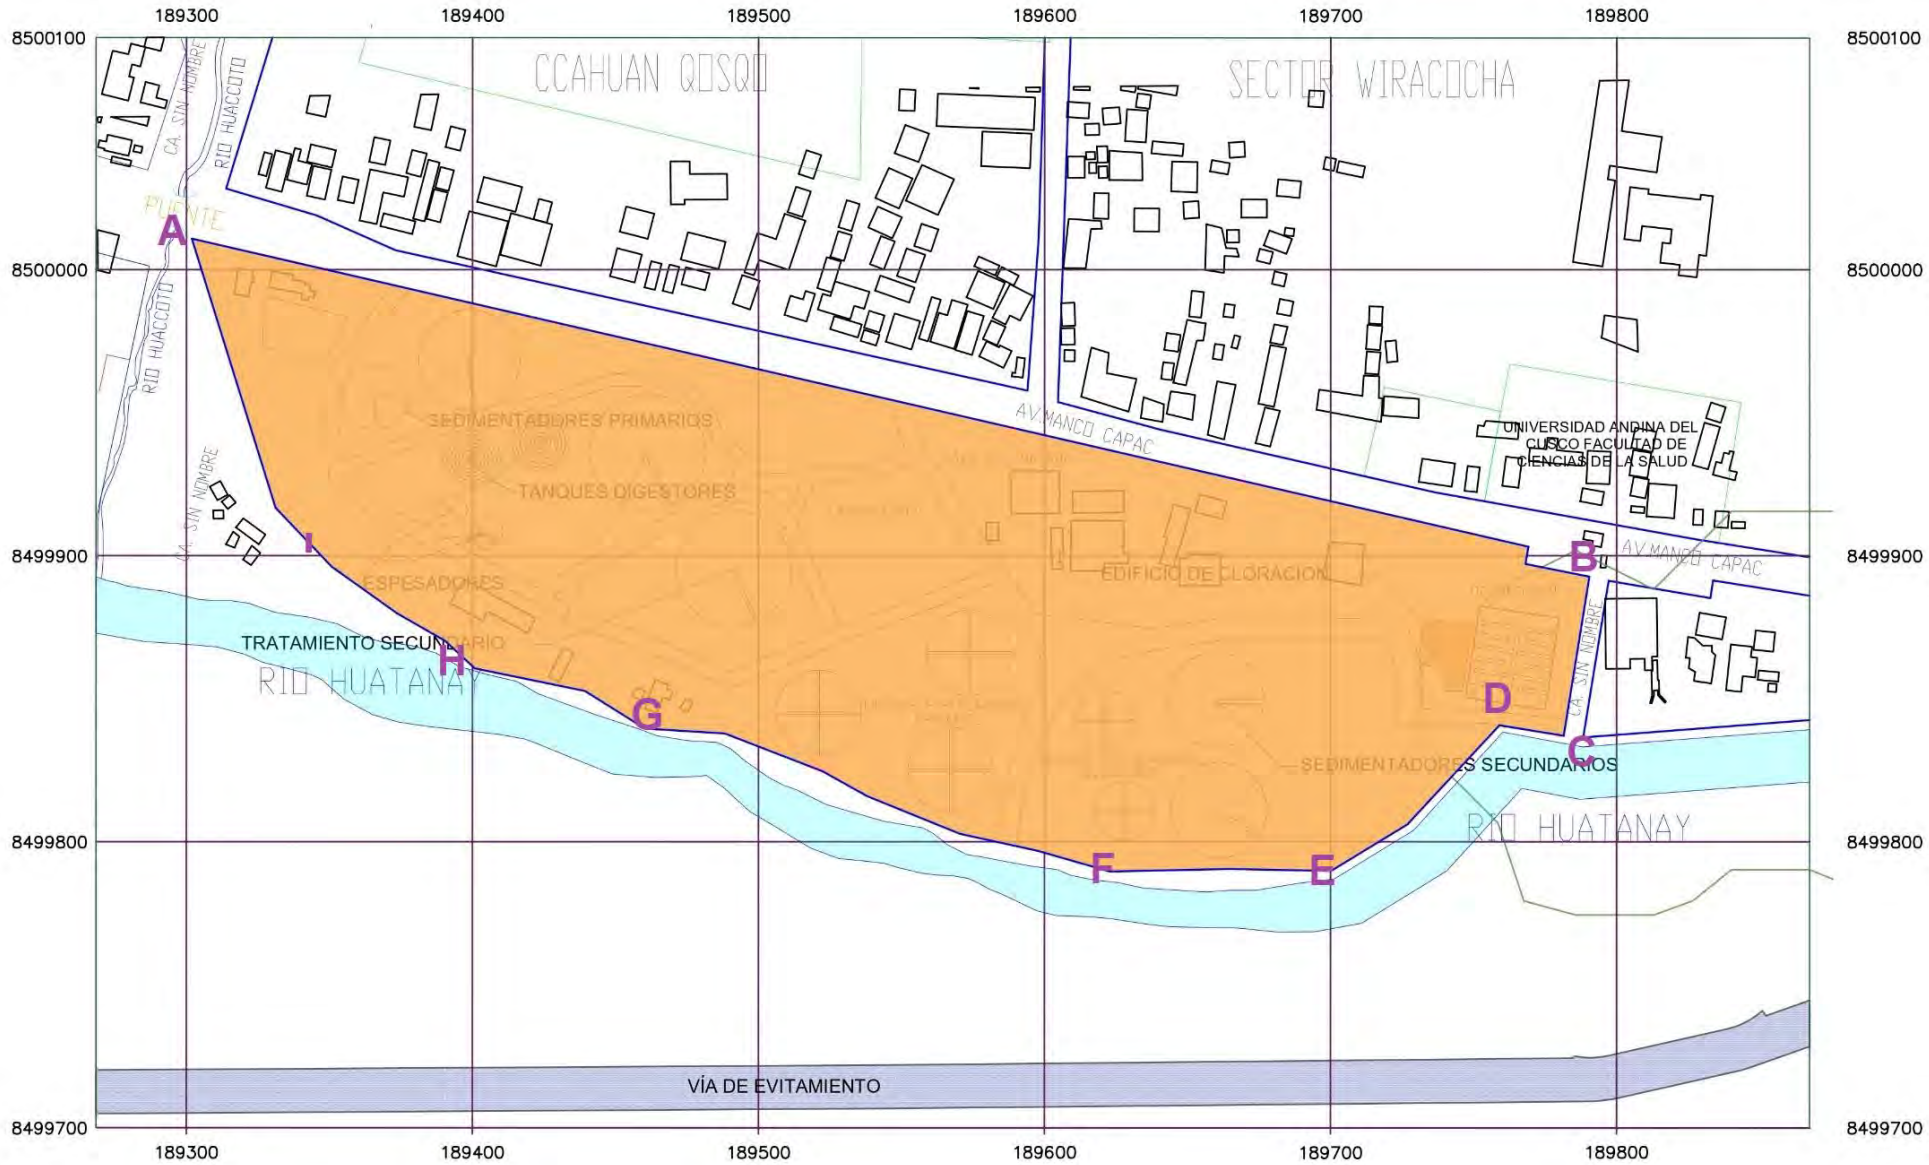 189300 189400 189500 189600 189700 189800
8500100 8500100
CCAHUAN QOSQO
SECTOR WIRACOCHA
CA. SIN NOMBRE
RIO HUACCOTO
PUENTE
A
8500000 8500000
RIO HUACCOTO
AV.MANCO CAPAC
SEDIMENTADORES PRIMARIOS
UNIVERSIDAD ANDINA DEL
CUSCO FACULTAD DE
CIENCIAS DE LA SALUD
TANQUES DIGESTORES
CA. SIN NOMBRE
I
8499900 8499900
B
AV.MANCO CAPAC
ESPESADORES
EDIFICIO DE CLORACION
TRATAMIENTO SECUNDARIO
H
RIO HUATANAY
CA. SIN NOMBRE
D
G
C
SEDIMENTADORES SECUNDARIOS
RIO HUATANAY
8499800 8499800
F
E
VÍA DE EVITAMIENTO
8499700 8499700
189300 189400 189500 189600 189700 189800